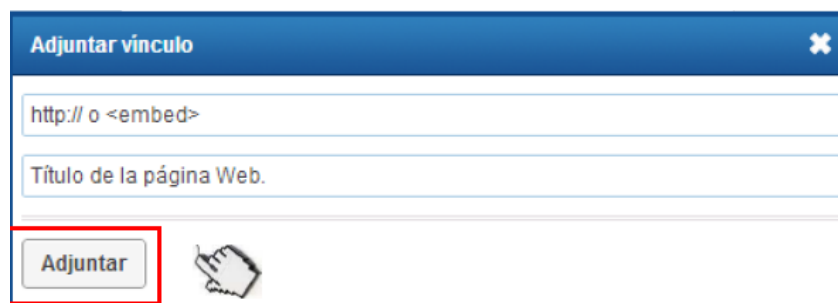 Adjuntar vínculo
http:// o <embed>
Título de la página Web.
Adjuntar